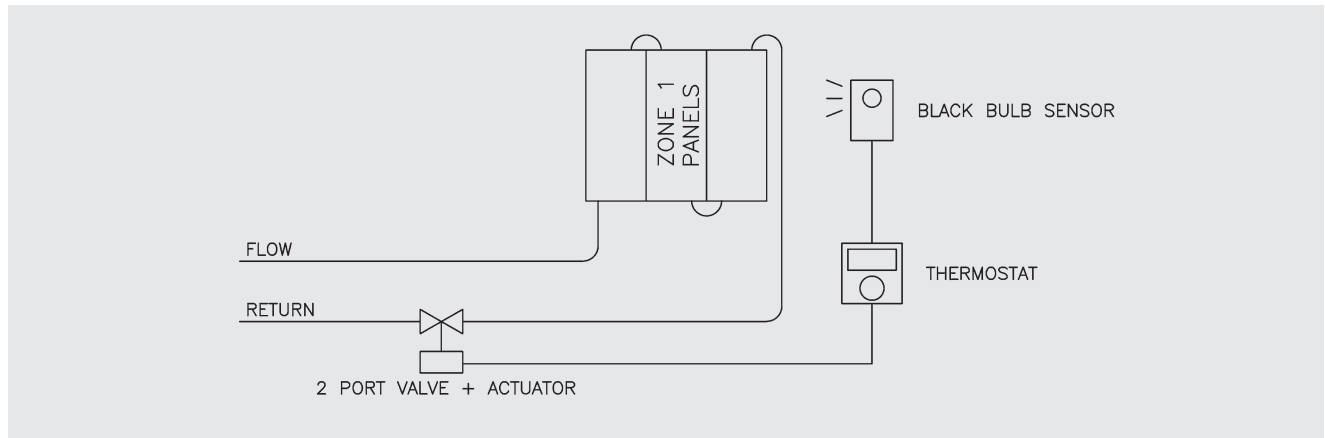 ZONE 1
PANELS
BLACK BULB SENSOR
FLOW
THERMOSTAT
RETURN
2 PORT VALVE + ACTUATOR